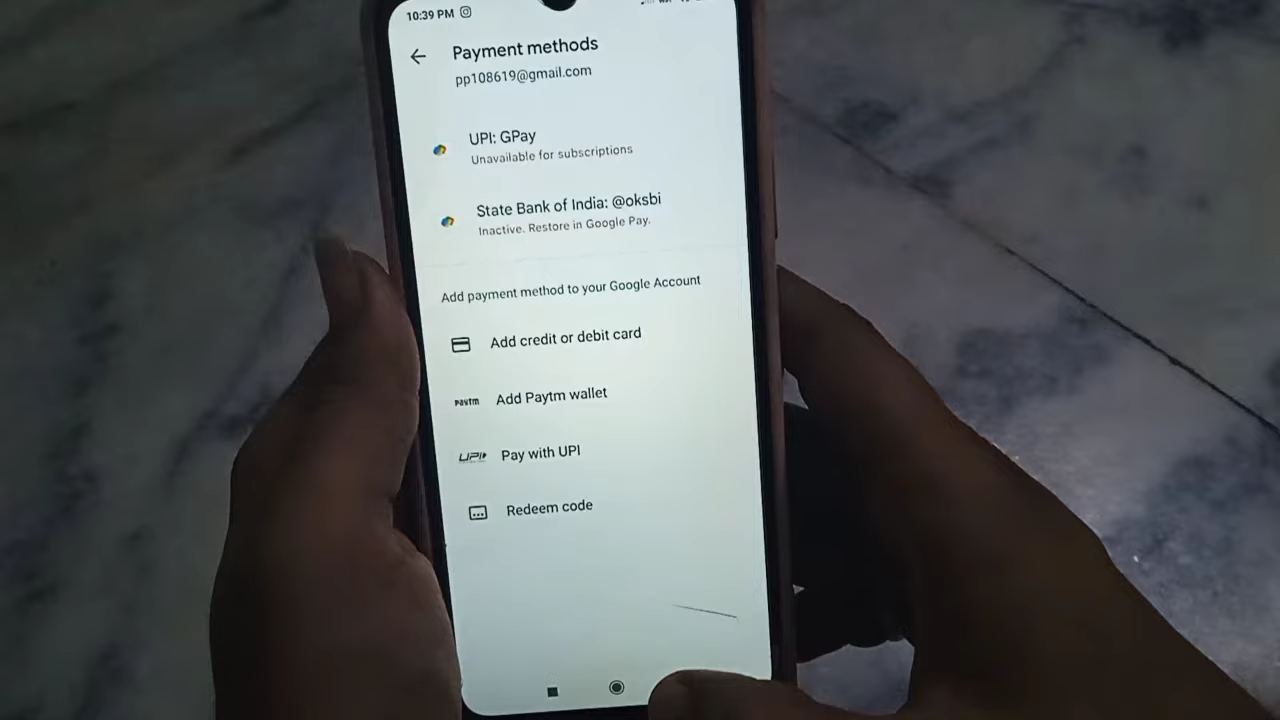 10:39 PM
Payment methods
pp108619@gmail.com
UPI: GPay
Unavailable for subscriptions
State Bank of India: @oksbi
Inactive. Restore in Google Pay.
Add payment method to your Google Account
Add credit or debit card
Paytm Add Paytm wallet
UPI Pay with UPI
Redeem code